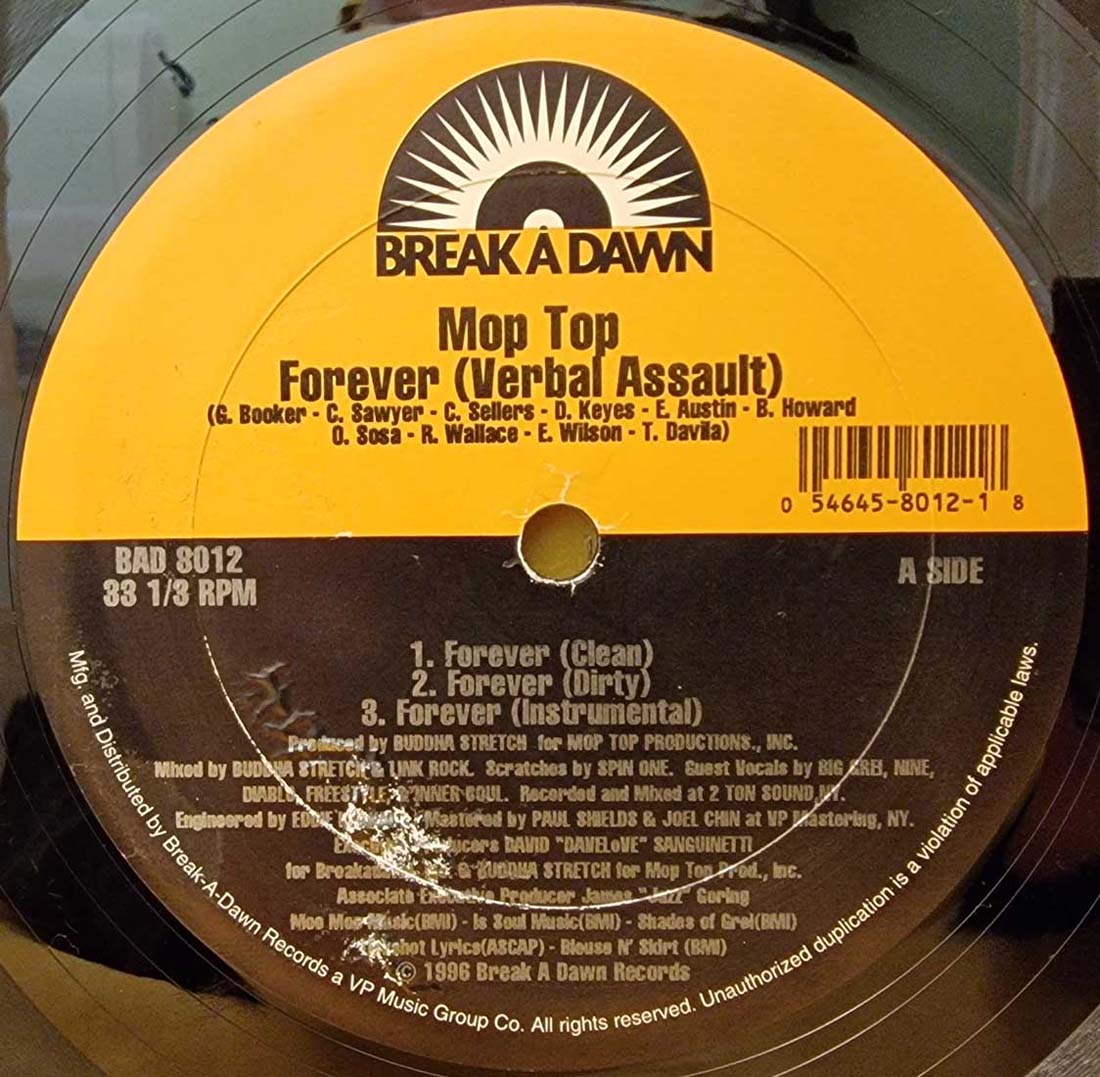 BREAK A DAWN
Mop Top
Forever (Verbal Assault)
(G. Booker - C. Sawyer - C. Sellers - D. Keyes - E. Austin - B. Howard
O. Sosa - R. Wallace - E. Wilson - T. Davila)
0 54645-8012-1 8
BAD 8012
33 1/3 RPM
A SIDE
1. Forever (Clean)
2. Forever (Dirty)
3. Forever (Instrumental)
Produced by BUDDHA STRETCH for MOP TOP PRODUCTIONS., INC.
Mixed by BUDDHA STRETCH & LINK ROCK. Scratches by SPIN ONE. Guest Vocals by BIG GREI, NINE,
DIABLO, FREESTYLE, SOUL. Recorded and Mixed at 2 TON SOUND, NY.
Engineered by Mastered by PAUL SHIELDS & JOEL CHIN at VP Mastering, NY.
DAVID "DAVELoVE" SANGUINETTI
for & BUDDHA STRETCH for Mop Top Prod., Inc.
Associate Executive Producer James "Jazz" Goring
Moe Moe Music(BMI) - Is Soul Music(BMI) - Shades of Grei(BMI)
Lyrics(ASCAP) - Blouse N' Skirt (BMI)
© 1996 Break A Dawn Records
Mfg. and Distributed by Break-A-Dawn Records a VP Music Group Co. All rights reserved. Unauthorized duplication is a violation of applicable laws.